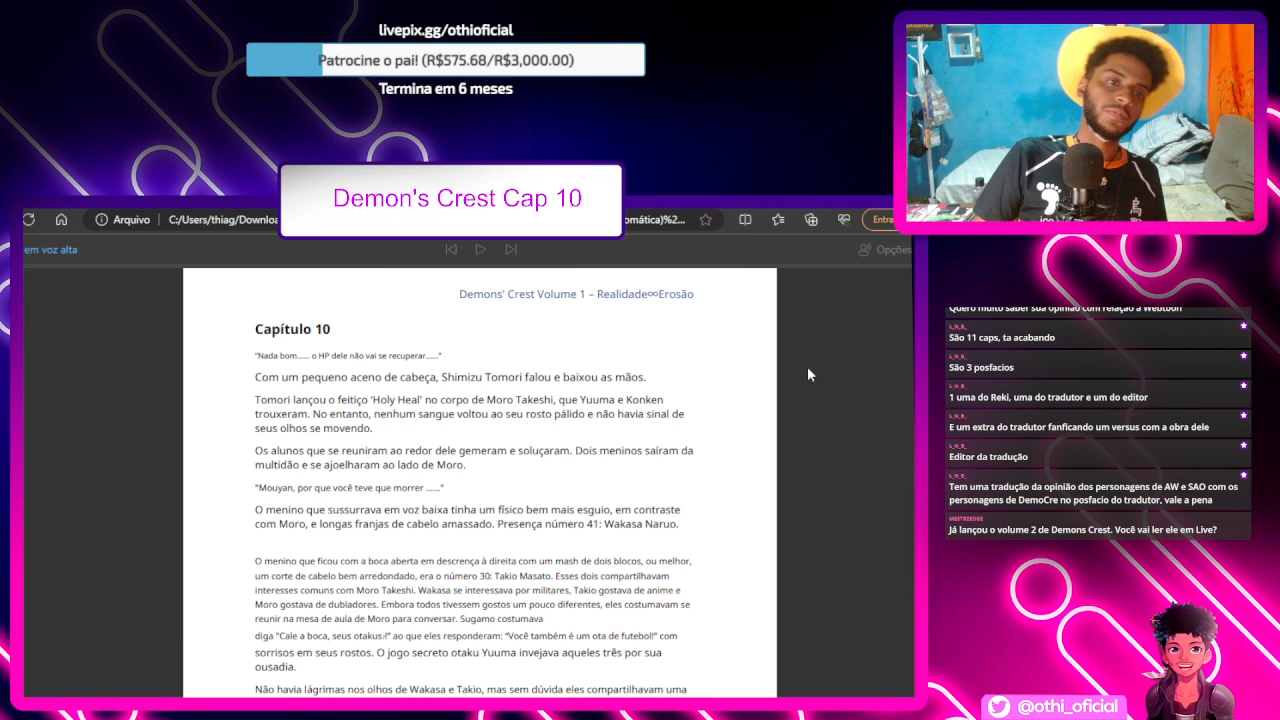 livepix.gg/othioficial
Patrocine o pai! (R$575.68/R$3,000.00)
Termina em 6 meses
Demon's Crest Cap 10
Arquivo
C:/Users/thiag/Downloa
omática)%2...
Entra
em voz alta
Opções
Demons' Crest Volume 1 – Realidade∞Erosão
Capítulo 10
"Nada bom...... o HP dele não vai se recuperar......"
Com um pequeno aceno de cabeça, Shimizu Tomori falou e baixou as mãos.
Tomori lançou o feitiço 'Holy Heal' no corpo de Moro Takeshi, que Yuuma e Konken
trouxeram. No entanto, nenhum sangue voltou ao seu rosto pálido e não havia sinal de
seus olhos se movendo.
Os alunos que se reuniram ao redor dele gemeram e soluçaram. Dois meninos saíram da
multidão e se ajoelharam ao lado de Moro.
"Mouyan, por que você teve que morrer ......"
O menino que sussurrava em voz baixa tinha um físico bem mais esguio, em contraste
com Moro, e longas franjas de cabelo amassado. Presença número 41: Wakasa Naruo.
O menino que ficou com a boca aberta em descrença à direita com um mash de dois blocos, ou melhor,
um corte de cabelo bem arredondado, era o número 30: Takio Masato. Esses dois compartilhavam
interesses comuns com Moro Takeshi. Wakasa se interessava por militares, Takio gostava de anime e
Moro gostava de dubladores. Embora todos tivessem gostos um pouco diferentes, eles costumavam se
reunir na mesa de aula de Moro para conversar. Sugamo costumava
diga "Cale a boca, seus otakus!" ao que eles responderam: "Você também é um ota de futebol!" com
sorrisos em seus rostos. O jogo secreto otaku Yuuma invejava aqueles três por sua
ousadia.
Não havia lágrimas nos olhos de Wakasa e Takio, mas sem dúvida eles compartilhavam uma
Quero muito saber sua opinião com relação a Webtoon
L_N_B_
São 11 caps, ta acabando
L_N_B_
São 3 posfacios
L_N_B_
1 uma do Reki, uma do tradutor e um do editor
L_N_B_
E um extra do tradutor fanficando um versus com a obra dele
L_N_B_
Editor da tradução
L_N_B_
Tem uma tradução da opinião dos personagens de AW e SAO com os
personagens de DemoCre no posfacio do tradutor, vale a pena
MESTREEDGE
Já lançou o volume 2 de Demons Crest. Você vai ler ele em Live?
@othi_oficial